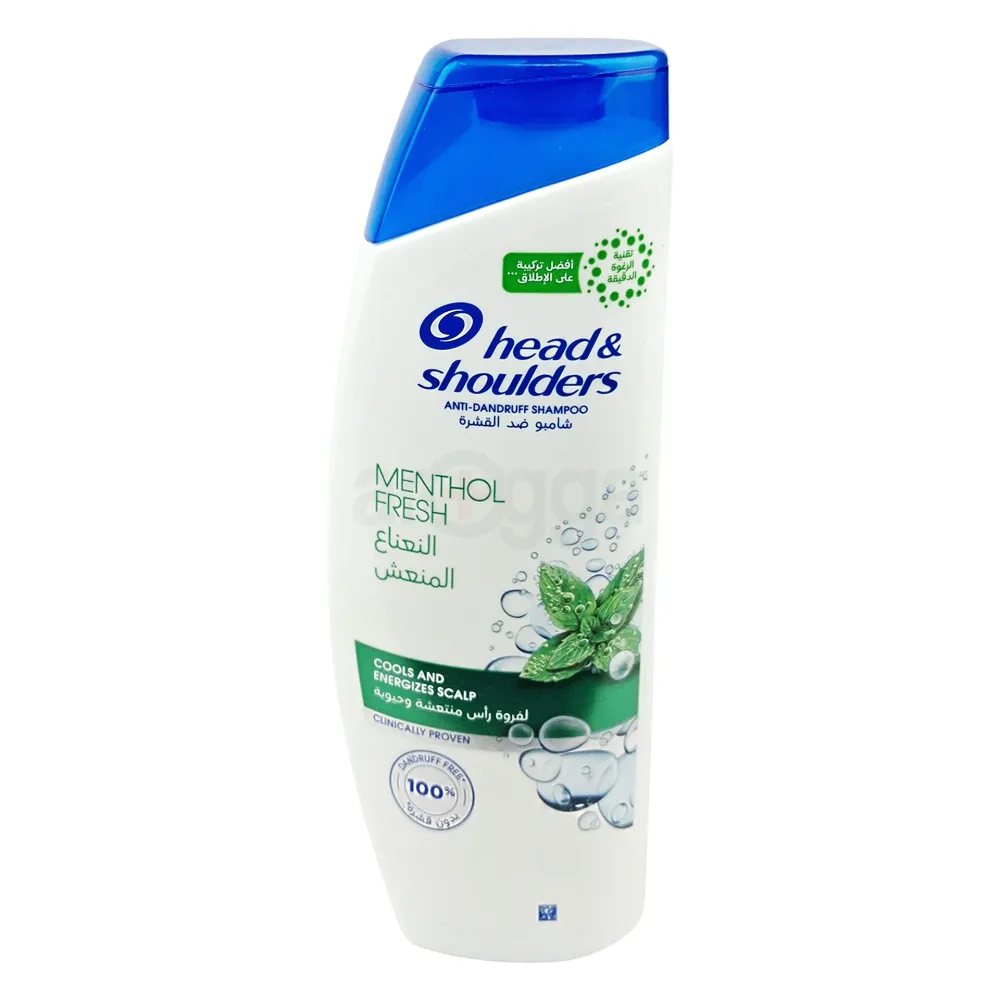 أفضل تركيبة
على الإطلاق...
تقنية
الرغوة
الدقيقة
head &
shoulders
ANTI-DANDRUFF SHAMPOO
شامبو ضد القشرة
MENTHOL
FRESH
النعناع
المنعش
COOLS AND
ENERGIZES SCALP
لفروة رأس منتعشة وحيوية
CLINICALLY PROVEN
DANDRUFF FREE*
100%
بدون قشرة*